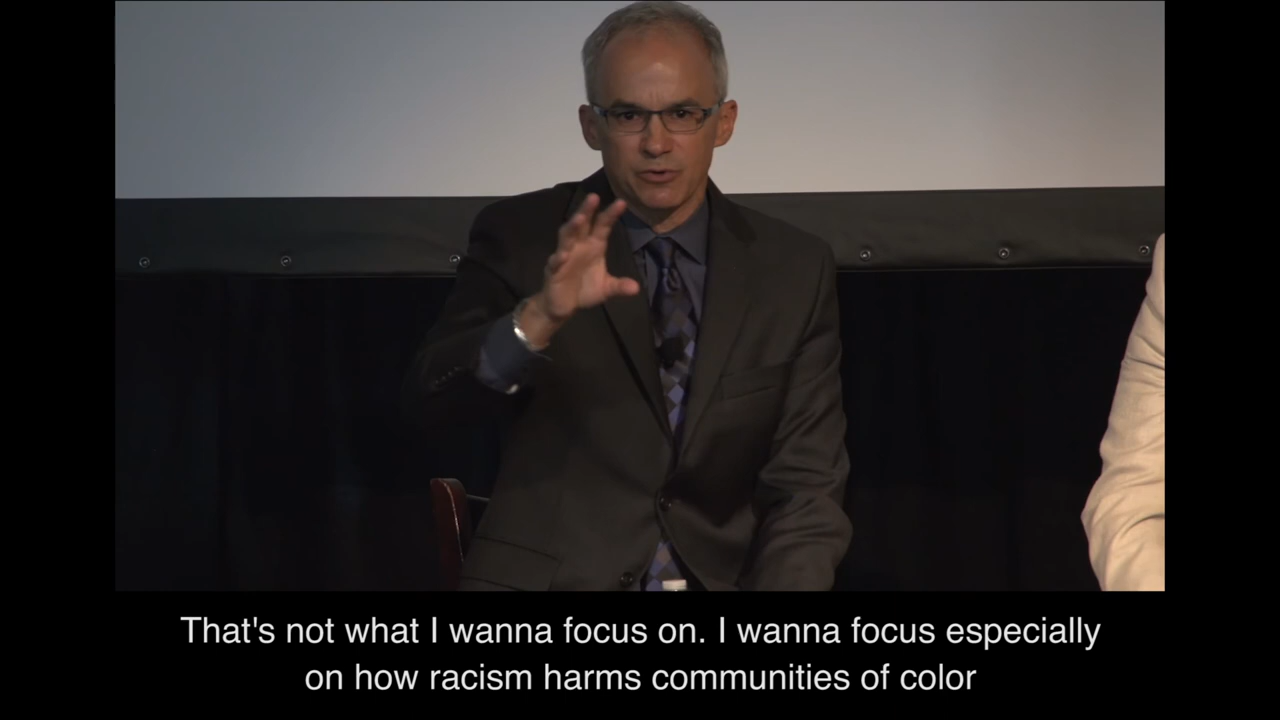 That's not what I wanna focus on. I wanna focus especially
on how racism harms communities of color